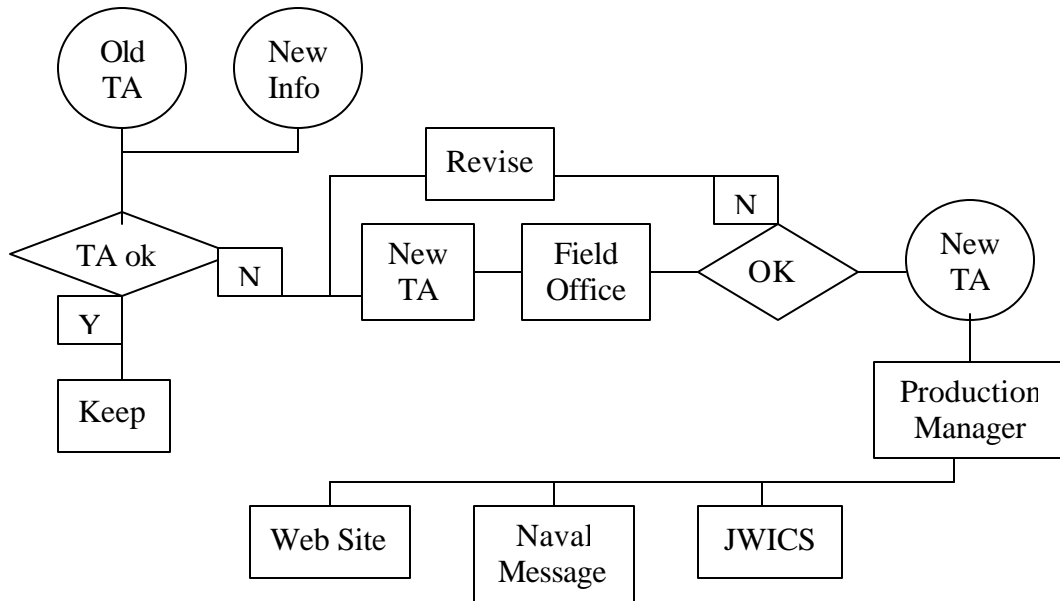 Old
TA
New
Info
Revise
N
TA ok
N
New
TA
Field
Office
OK
New
TA
Y
Keep
Production
Manager
Web Site
Naval
Message
JWICS